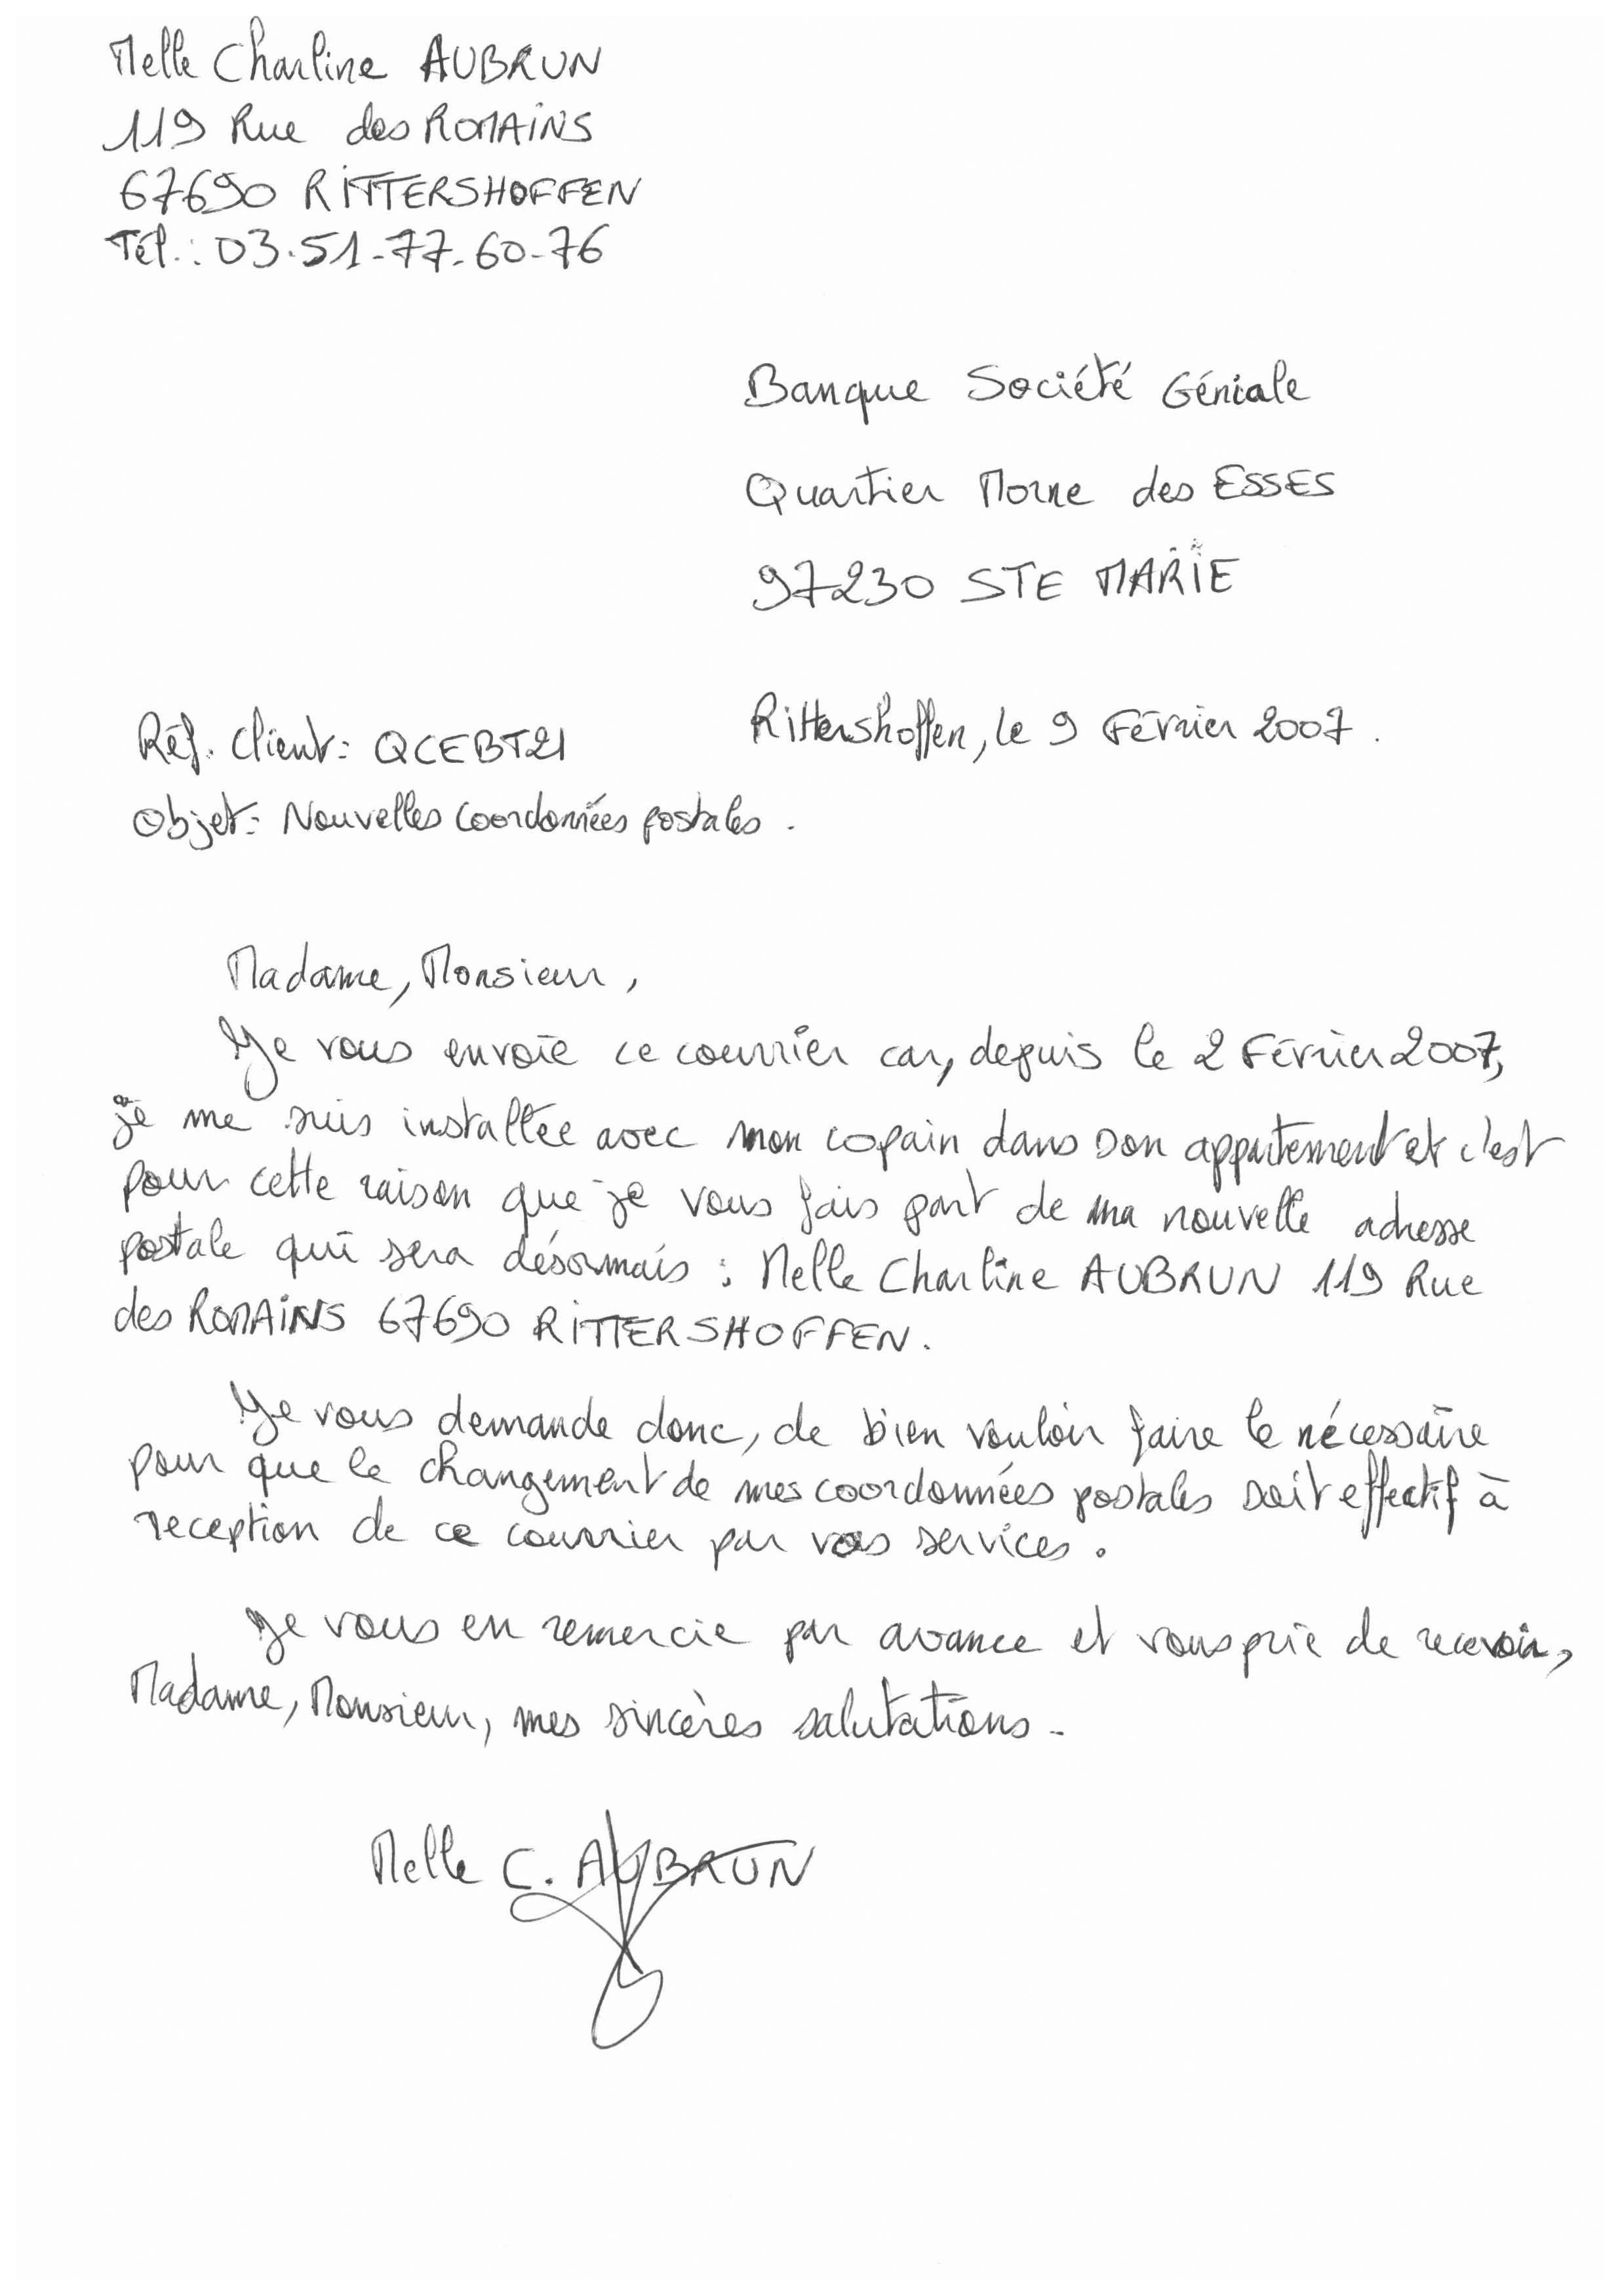 Melle Charline AUBRUN
119 Rue des ROMAINS
67690 RITTERSHOFFEN
Tél.: 03.51-77-60-76
Banque Société Géniale
Quartier Morne des ESSES
97230 STE MARIE
Rittershoffen, le 9 Février 2007.
Réf. Client: QCEBT21
Objet: Nouvelles Coordonnées postales.
Madame, Monsieur,
Je vous envoie ce courrier car, depuis le 2 Février 2007,
je me suis installée avec mon copain dans son appartement et c'est
pour cette raison que je vous fais part de ma nouvelle adresse
postale qui sera désormais : Melle Charline AUBRUN 119 Rue
des ROMAINS 67690 RITTERSHOFFEN.
Je vous demande donc, de bien vouloir faire le nécessaire
pour que le changement de mes coordonnées postales soit effectif à
reception de ce courrier par vos services.
Je vous en remercie par avance et vous prie de recevoir,
Madame, Monsieur, mes sincères salutations.
Melle C. AUBRUN